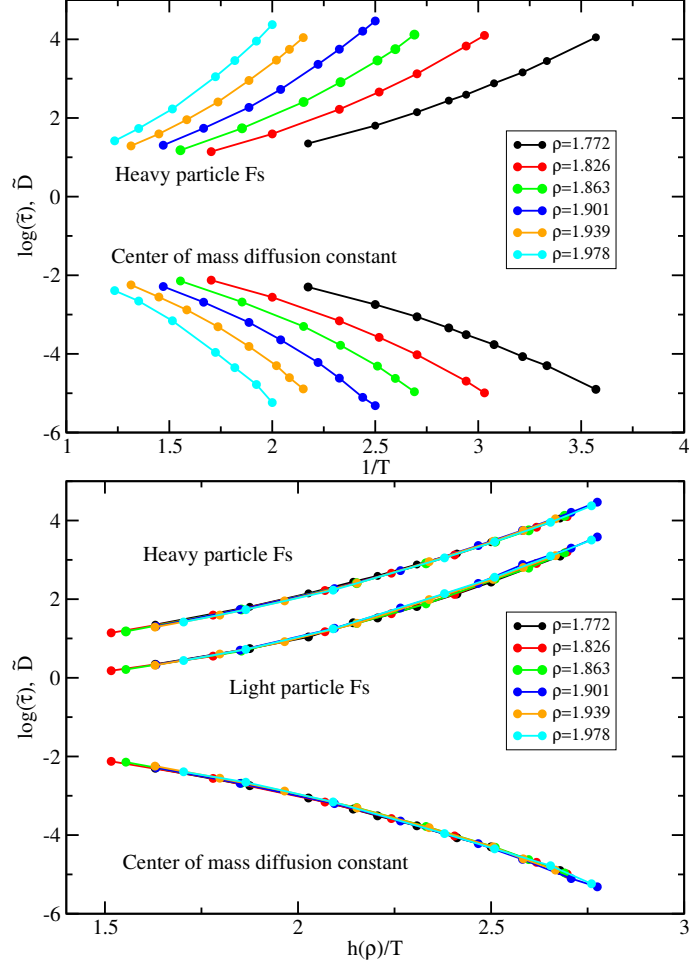 4
2
0
-2
-4
-6
log(τ̃), D̃
Heavy particle Fs
Center of mass diffusion constant
ρ=1.772
ρ=1.826
ρ=1.863
ρ=1.901
ρ=1.939
ρ=1.978
1 1.5 2 2.5 3 3.5 4
1/T
4
2
0
-2
-4
-6
log(τ̃), D̃
Heavy particle Fs
Light particle Fs
ρ=1.772
ρ=1.826
ρ=1.863
ρ=1.901
ρ=1.939
ρ=1.978
Center of mass diffusion constant
1.5 2 2.5 3
h(ρ)/T